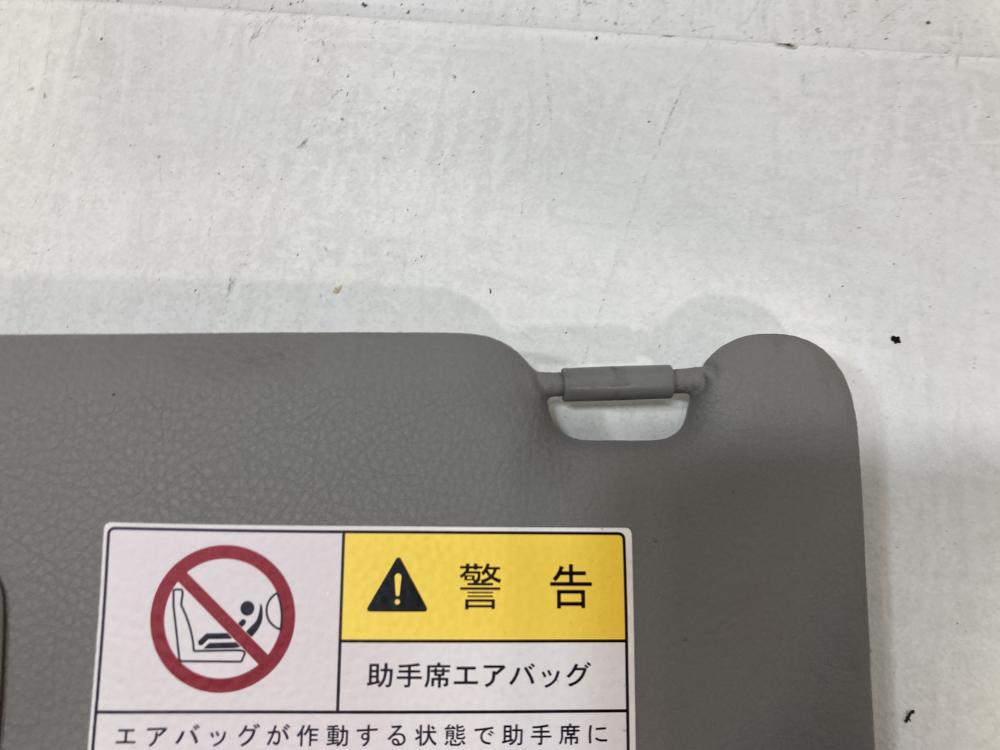 警 告
助手席エアバッグ
エアバッグが作動する状態で助手席に